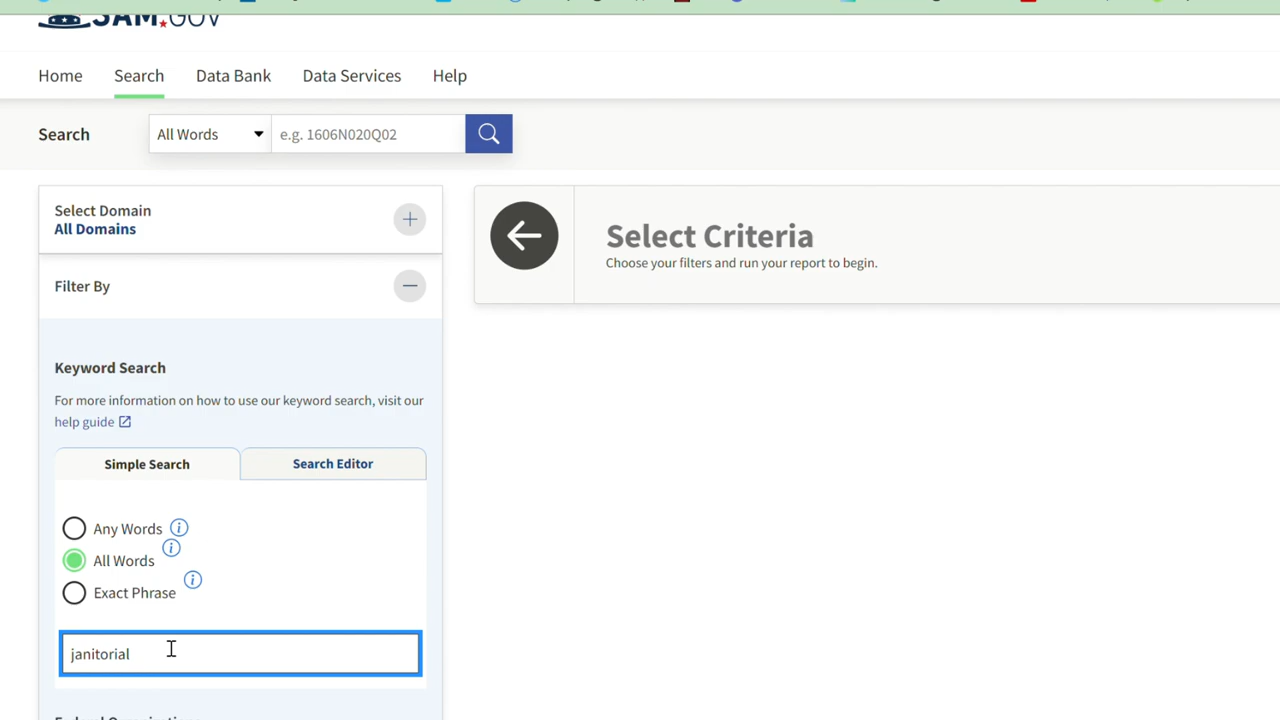 SAM.GOV
Home Search Data Bank Data Services Help
Search All Words e.g. 1606N020Q02
Select Domain
All Domains
Filter By
Keyword Search
For more information on how to use our keyword search, visit our
help guide
Simple Search Search Editor
Any Words
All Words
Exact Phrase
janitorial
Select Criteria
Choose your filters and run your report to begin.